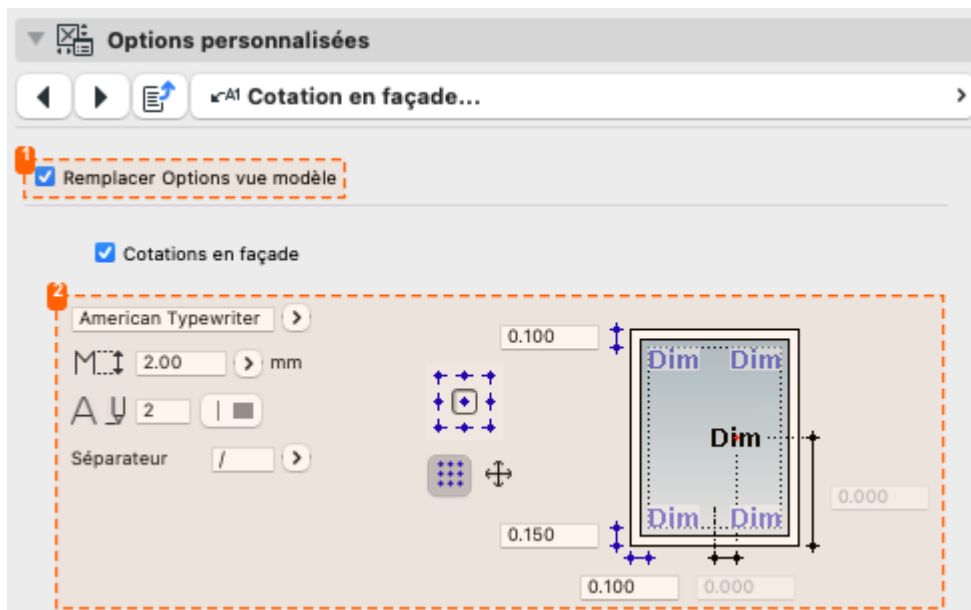 Options personnalisées
A1 Cotation en façade...
1
Remplacer Options vue modèle
Cotations en façade
2
American Typewriter
0.100
Dim Dim
M 2.00 mm
A 2
Dim
Séparateur /
0.000
Dim Dim
0.150
0.100 0.000